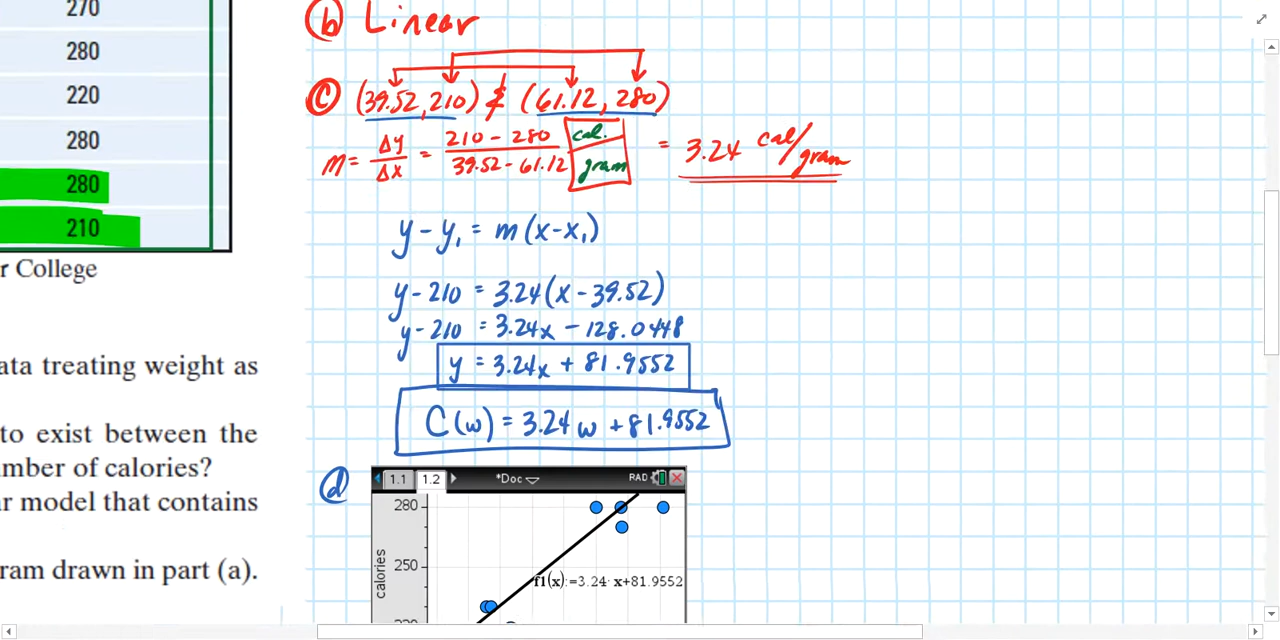 270
280
220
280
280
210
r College
ata treating weight as
to exist between the
mber of calories?
ar model that contains
ram drawn in part (a).
(b) Linear
(c) (39.52, 210) & (61.12, 280)
m = Δy/Δx = 210 - 280 / 39.52 - 61.12 cal. / gram = 3.24 cal/gram
y - y₁ = m(x - x₁)
y - 210 = 3.24(x - 39.52)
y - 210 = 3.24x - 128.0448
y = 3.24x + 81.9552
C(w) = 3.24w + 81.9552
(d)
1.1 1.2 *Doc RAD
280
calories
250
f1(x):=3.24·x+81.9552